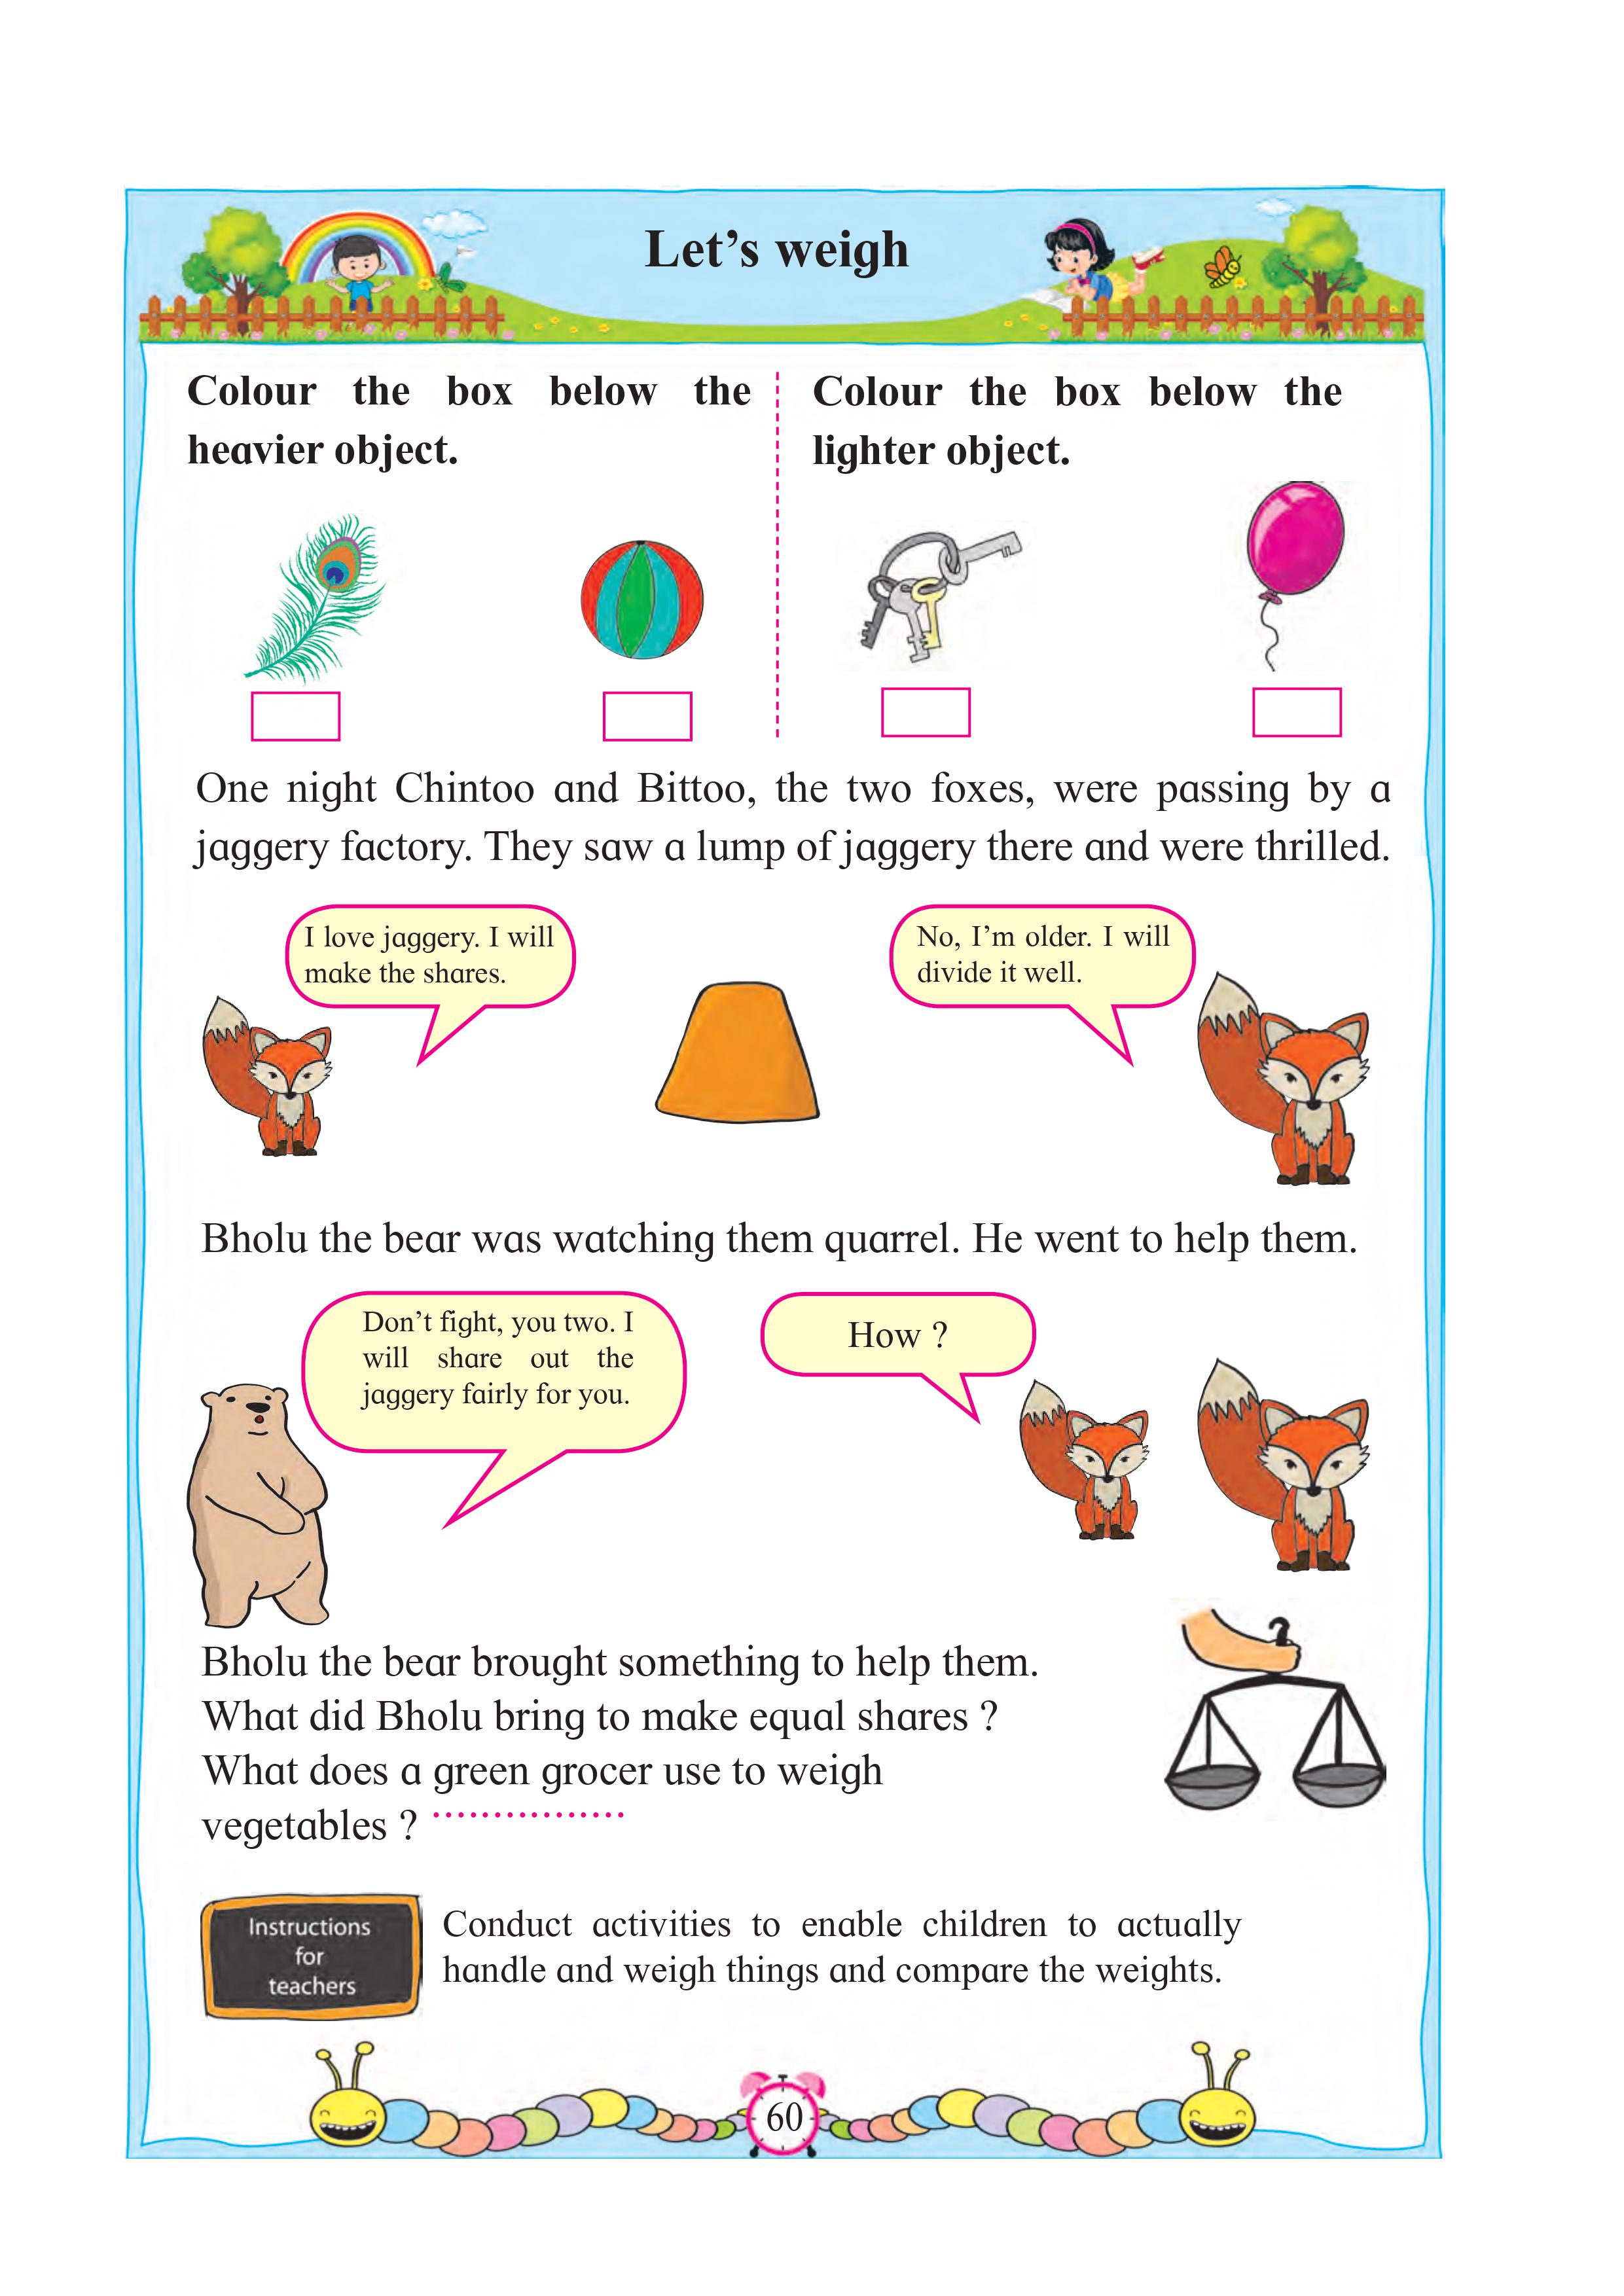 Let’s weigh
Colour the box below the
heavier object.
Colour the box below the
lighter object.
One night Chintoo and Bittoo, the two foxes, were passing by a
jaggery factory. They saw a lump of jaggery there and were thrilled.
I love jaggery. I will
make the shares.
No, I’m older. I will
divide it well.
Bholu the bear was watching them quarrel. He went to help them.
Don’t fight, you two. I
will share out the
jaggery fairly for you.
How ?
Bholu the bear brought something to help them.
What did Bholu bring to make equal shares ?
What does a green grocer use to weigh
vegetables ? ................
Instructions
for
teachers
Conduct activities to enable children to actually
handle and weigh things and compare the weights.
60